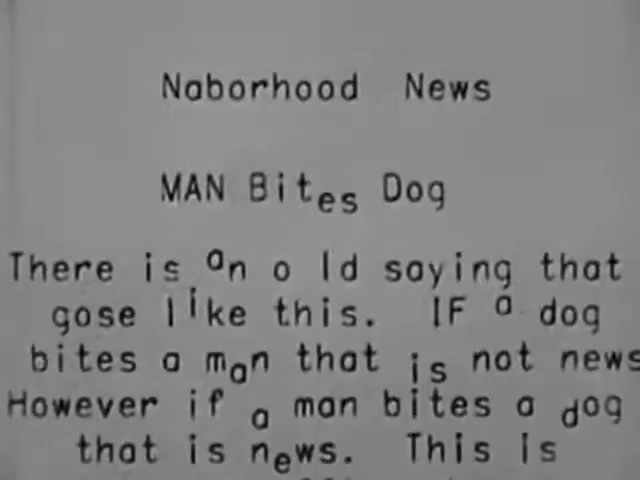 Naborhood News
MAN Bites Dog
There is an o ld saying that
gose like this. IF a dog
bites a man that is not news
However if a man bites a dog
that is news. This is